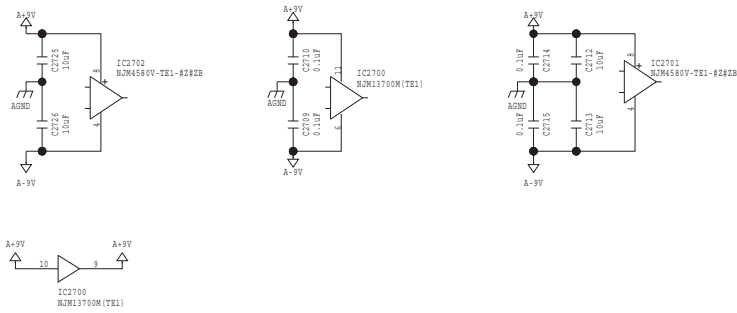 A+9V
C2725
10uF
8
IC2702
NJM4580V-TE1-#Z#ZB
+
AGND
C2726
10uF
4
A-9V
A+9V
C2710
0.1uF
11
IC2700
NJM13700M(TE1)
AGND
C2709
0.1uF
6
A-9V
A+9V
0.1uF
C2714
C2712
10uF
8
IC2701
NJM4580V-TE1-#Z#ZB
+
AGND
0.1uF
C2715
C2713
10uF
4
A-9V
A+9V
10
9
A+9V
IC2700
NJM13700M(TE1)